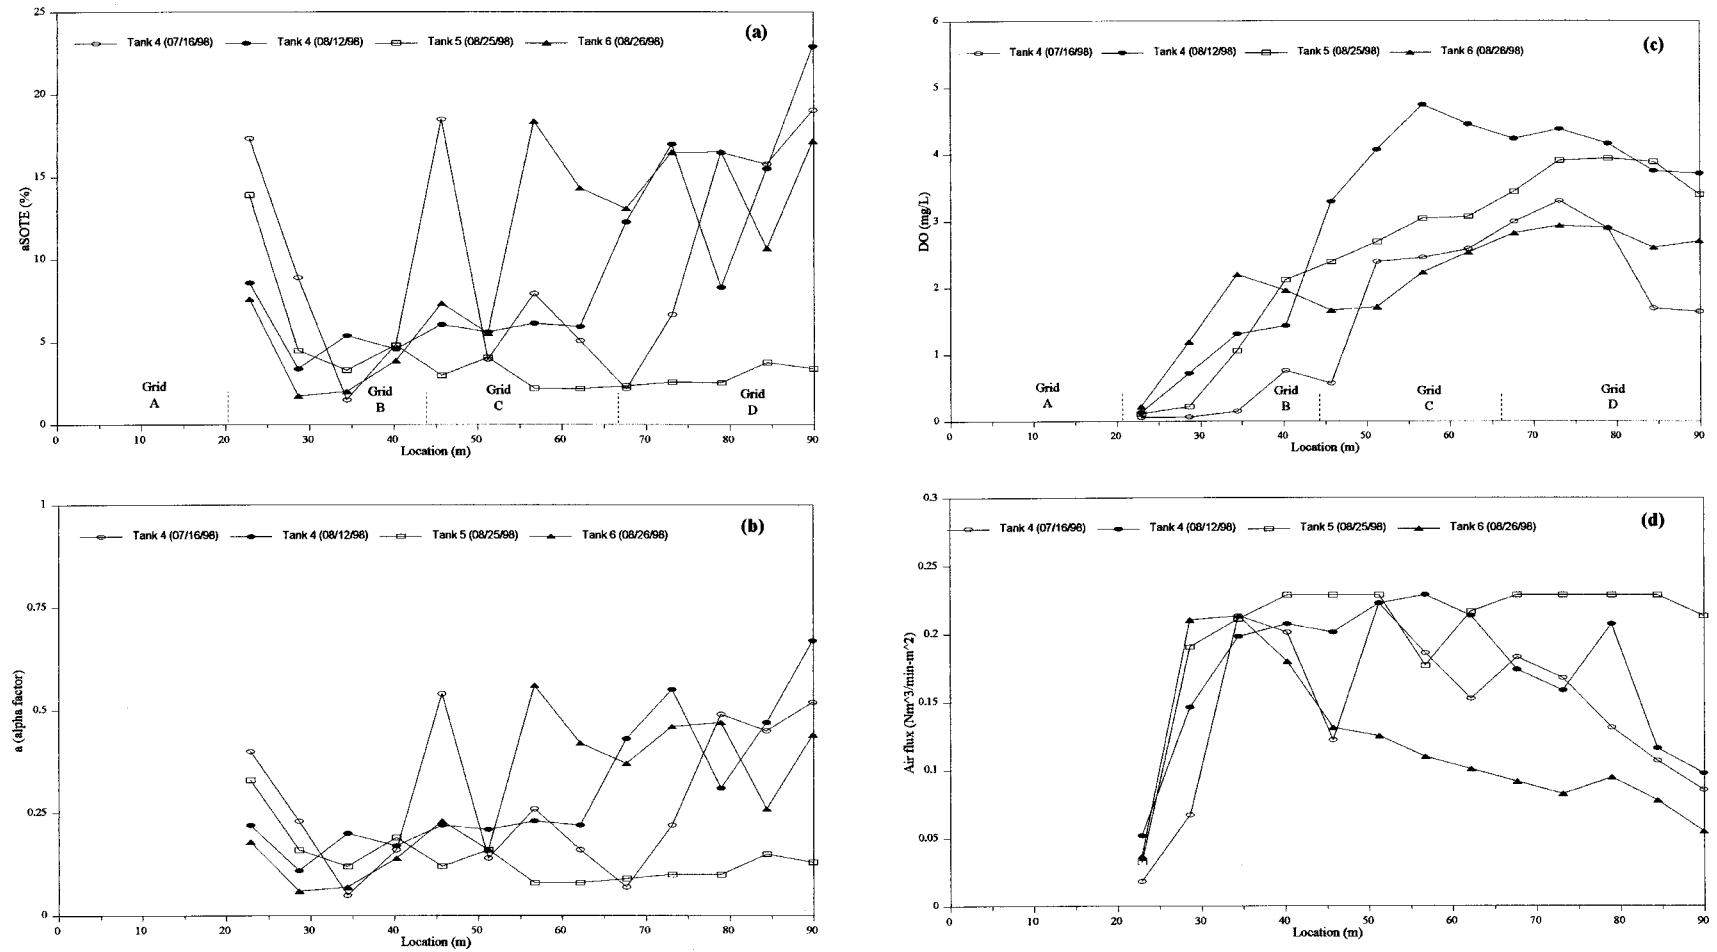 (a)
Tank 4 (07/16/98) Tank 4 (08/12/98) Tank 5 (08/25/98) Tank 6 (08/26/98)
25
20
15
10
5
0
aSOTE (%)
Grid
A
Grid
B
Grid
C
Grid
D
0 10 20 30 40 50 60 70 80 90
Location (m)
(c)
Tank 4 (07/16/98) Tank 4 (08/12/98) Tank 5 (08/25/98) Tank 6 (08/26/98)
6
5
4
3
2
1
0
DO (mg/L)
Grid
A
Grid
B
Grid
C
Grid
D
0 10 20 30 40 50 60 70 80 90
Location (m)
(b)
Tank 4 (07/16/98) Tank 4 (08/12/98) Tank 5 (08/25/98) Tank 6 (08/26/98)
1
0.75
0.5
0.25
0
a (alpha factor)
0 10 20 30 40 50 60 70 80 90
Location (m)
(d)
Tank 4 (07/16/98) Tank 4 (08/12/98) Tank 5 (08/25/98) Tank 6 (08/26/98)
0.3
0.25
0.2
0.15
0.1
0.05
0
Air flux (Nm^3/min-m^2)
0 10 20 30 40 50 60 70 80 90
Location (m)